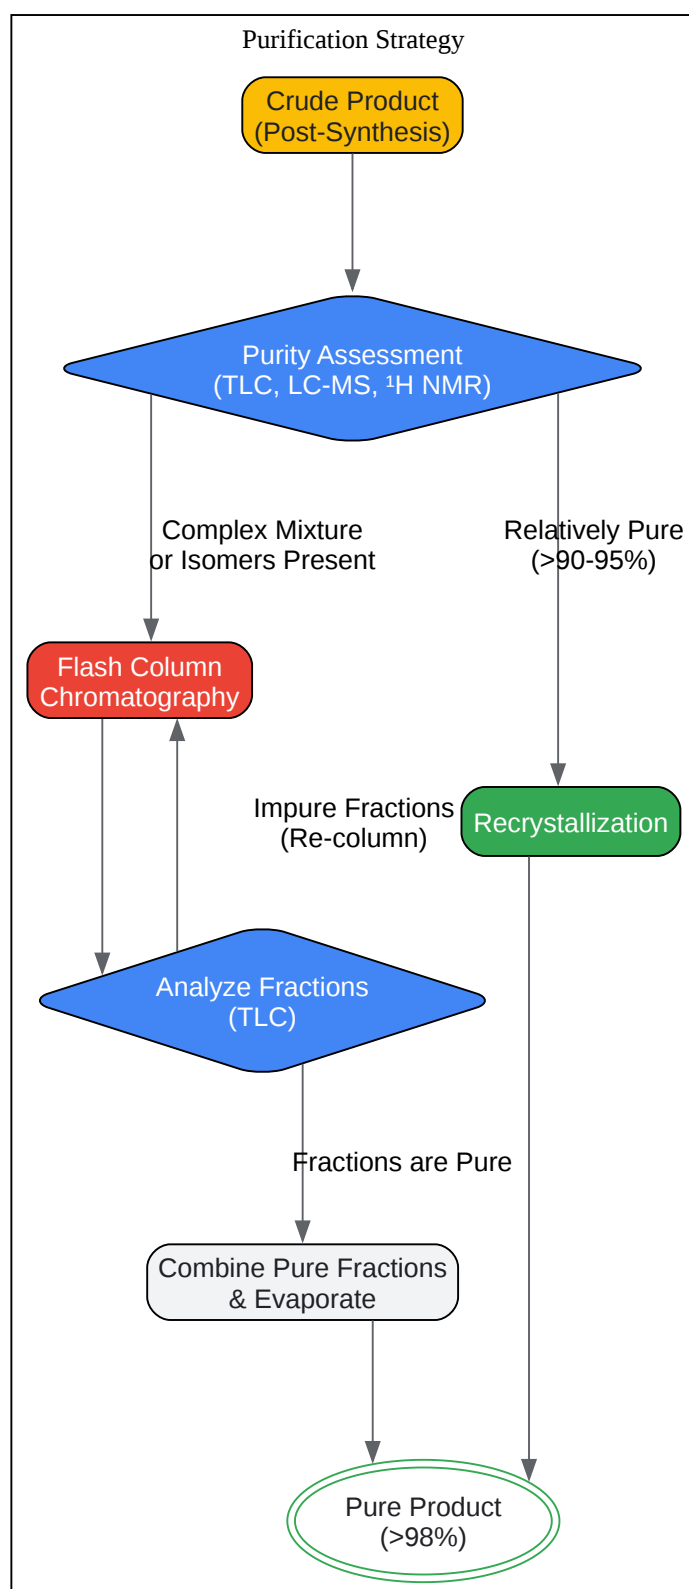 Purification Strategy
Crude Product
(Post-Synthesis)
Purity Assessment
(TLC, LC-MS, ¹H NMR)
Complex Mixture
or Isomers Present
Relatively Pure
(>90-95%)
Flash Column
Chromatography
Impure Fractions
(Re-column)
Recrystallization
Analyze Fractions
(TLC)
Fractions are Pure
Combine Pure Fractions
& Evaporate
Pure Product
(>98%)